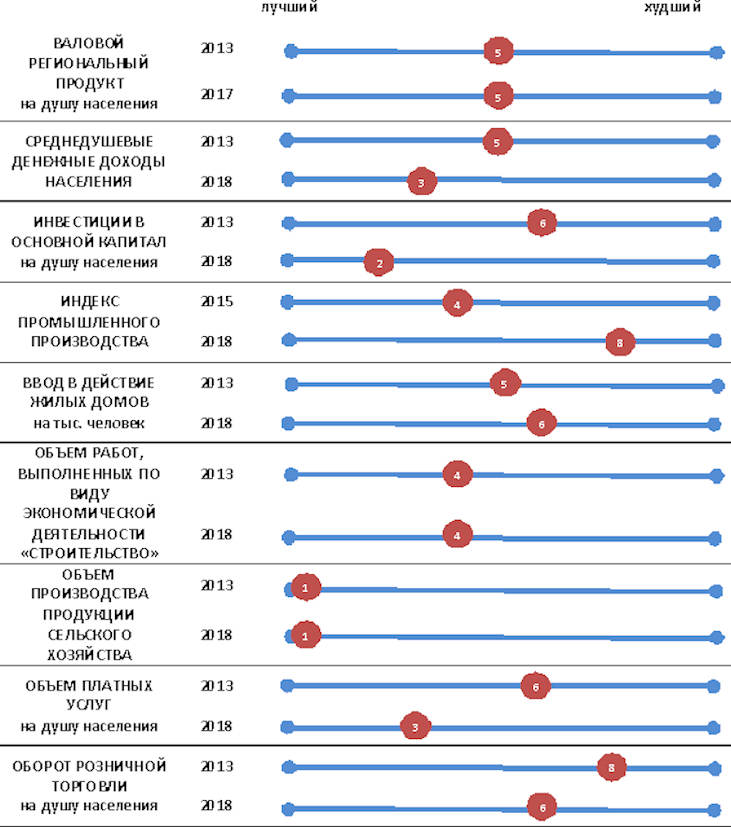 лучший худший
ВАЛОВОЙ
РЕГИОНАЛЬНЫЙ
ПРОДУКТ
на душу населения
2013 5
2017 5
СРЕДНЕДУШЕВЫЕ
ДЕНЕЖНЫЕ ДОХОДЫ
НАСЕЛЕНИЯ
2013 5
2018 3
ИНВЕСТИЦИИ В
ОСНОВНОЙ КАПИТАЛ
на душу населения
2013 6
2018 2
ИНДЕКС
ПРОМЫШЛЕННОГО
ПРОИЗВОДСТВА
2015 4
2018 8
ВВОД В ДЕЙСТВИЕ
ЖИЛЫХ ДОМОВ
на тыс. человек
2013 5
2018 6
ОБЪЕМ РАБОТ,
ВЫПОЛНЕННЫХ ПО
ВИДУ
ЭКОНОМИЧЕСКОЙ
ДЕЯТЕЛЬНОСТИ
«СТРОИТЕЛЬСТВО»
2013 4
2018 4
ОБЪЕМ
ПРОИЗВОДСТВА
ПРОДУКЦИИ
СЕЛЬСКОГО
ХОЗЯЙСТВА
2013 1
2018 1
ОБЪЕМ ПЛАТНЫХ
УСЛУГ
на душу населения
2013 6
2018 3
ОБОРОТ РОЗНИЧНОЙ
ТОРГОВЛИ
на душу населения
2013 8
2018 6